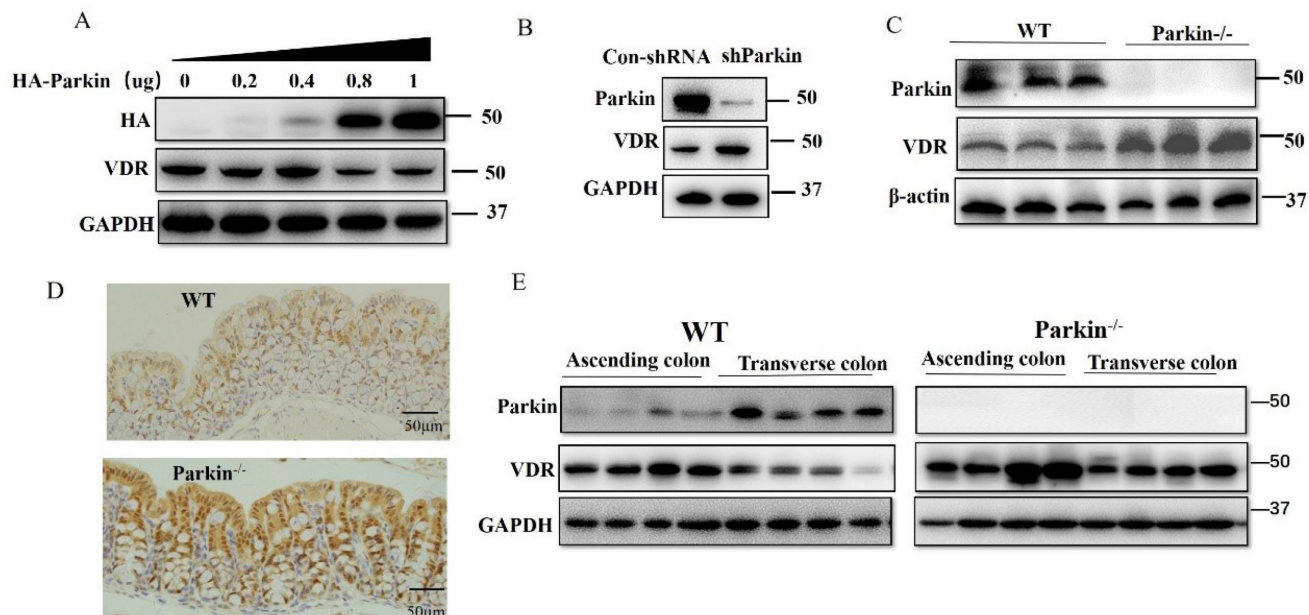 A
HA-Parkin (ug) 0 0.2 0.4 0.8 1
HA 50
VDR 50
GAPDH 37
B
Con-shRNA shParkin
Parkin 50
VDR 50
GAPDH 37
C
WT Parkin-/-
Parkin 50
VDR 50
β-actin 37
D
WT
50μm
Parkin-/-
50μm
E
WT Parkin-/-
Ascending colon Transverse colon Ascending colon Transverse colon
Parkin 50
VDR 50
GAPDH 37